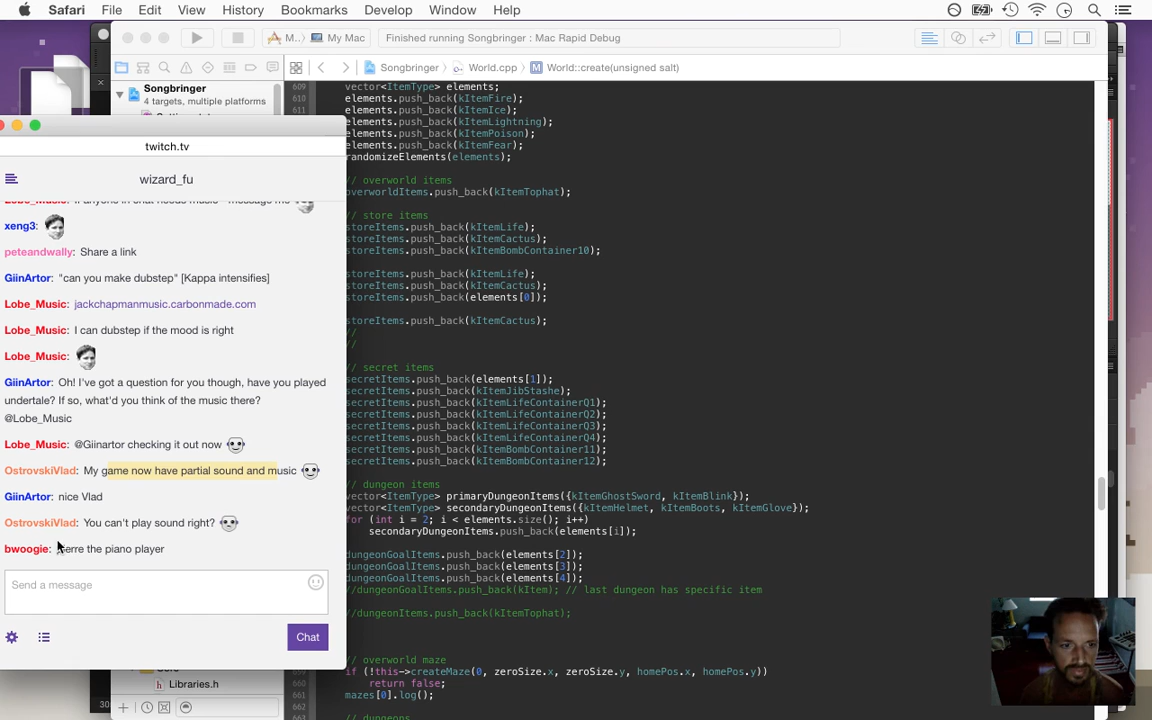 Safari File Edit View History Bookmarks Develop Window Help
M... My Mac
Finished running Songbringer : Mac Rapid Debug
Songbringer
4 targets, multiple platforms
Songbringer World.cpp M World::create(unsigned salt)
twitch.tv
wizard_fu
xeng3:
peteandwally: Share a link
GiinArtor: "can you make dubstep" [Kappa intensifies]
Lobe_Music: jackchapmanmusic.carbonmade.com
Lobe_Music: I can dubstep if the mood is right
Lobe_Music:
GiinArtor: Oh! I've got a question for you though, have you played
undertale? If so, what'd you think of the music there?
@Lobe_Music
Lobe_Music: @Giinartor checking it out now
OstrovskiVlad: My game now have partial sound and music
GiinArtor: nice Vlad
OstrovskiVlad: You can't play sound right?
bwoogie: erre the piano player
Send a message
Chat
Libraries.h
30
609 vector<ItemType> elements;
610 elements.push_back(kItemFire);
611 elements.push_back(kItemIce);
elements.push_back(kItemLightning);
elements.push_back(kItemPoison);
elements.push_back(kItemFear);
randomizeElements(elements);
// overworld items
overworldItems.push_back(kItemTophat);
// store items
storeItems.push_back(kItemLife);
storeItems.push_back(kItemCactus);
storeItems.push_back(kItemBombContainer10);
storeItems.push_back(kItemLife);
storeItems.push_back(kItemCactus);
storeItems.push_back(elements[0]);
storeItems.push_back(kItemCactus);
//
//
// secret items
secretItems.push_back(elements[1]);
secretItems.push_back(kItemJibStashe);
secretItems.push_back(kItemLifeContainerQ1);
secretItems.push_back(kItemLifeContainerQ2);
secretItems.push_back(kItemLifeContainerQ3);
secretItems.push_back(kItemLifeContainerQ4);
secretItems.push_back(kItemBombContainer11);
secretItems.push_back(kItemBombContainer12);
// dungeon items
vector<ItemType> primaryDungeonItems({kItemGhostSword, kItemBlink});
vector<ItemType> secondaryDungeonItems({kItemHelmet, kItemBoots, kItemGlove});
for (int i = 2; i < elements.size(); i++)
secondaryDungeonItems.push_back(elements[i]);
dungeonGoalItems.push_back(elements[2]);
dungeonGoalItems.push_back(elements[3]);
dungeonGoalItems.push_back(elements[4]);
//dungeonGoalItems.push_back(kItem); // last dungeon has specific item
//dungeonItems.push_back(kItemTophat);
// overworld maze
if (!this->createMaze(0, zeroSize.x, zeroSize.y, homePos.x, homePos.y))
660 return false;
661 mazes[0].log();
662
663 // dungeons